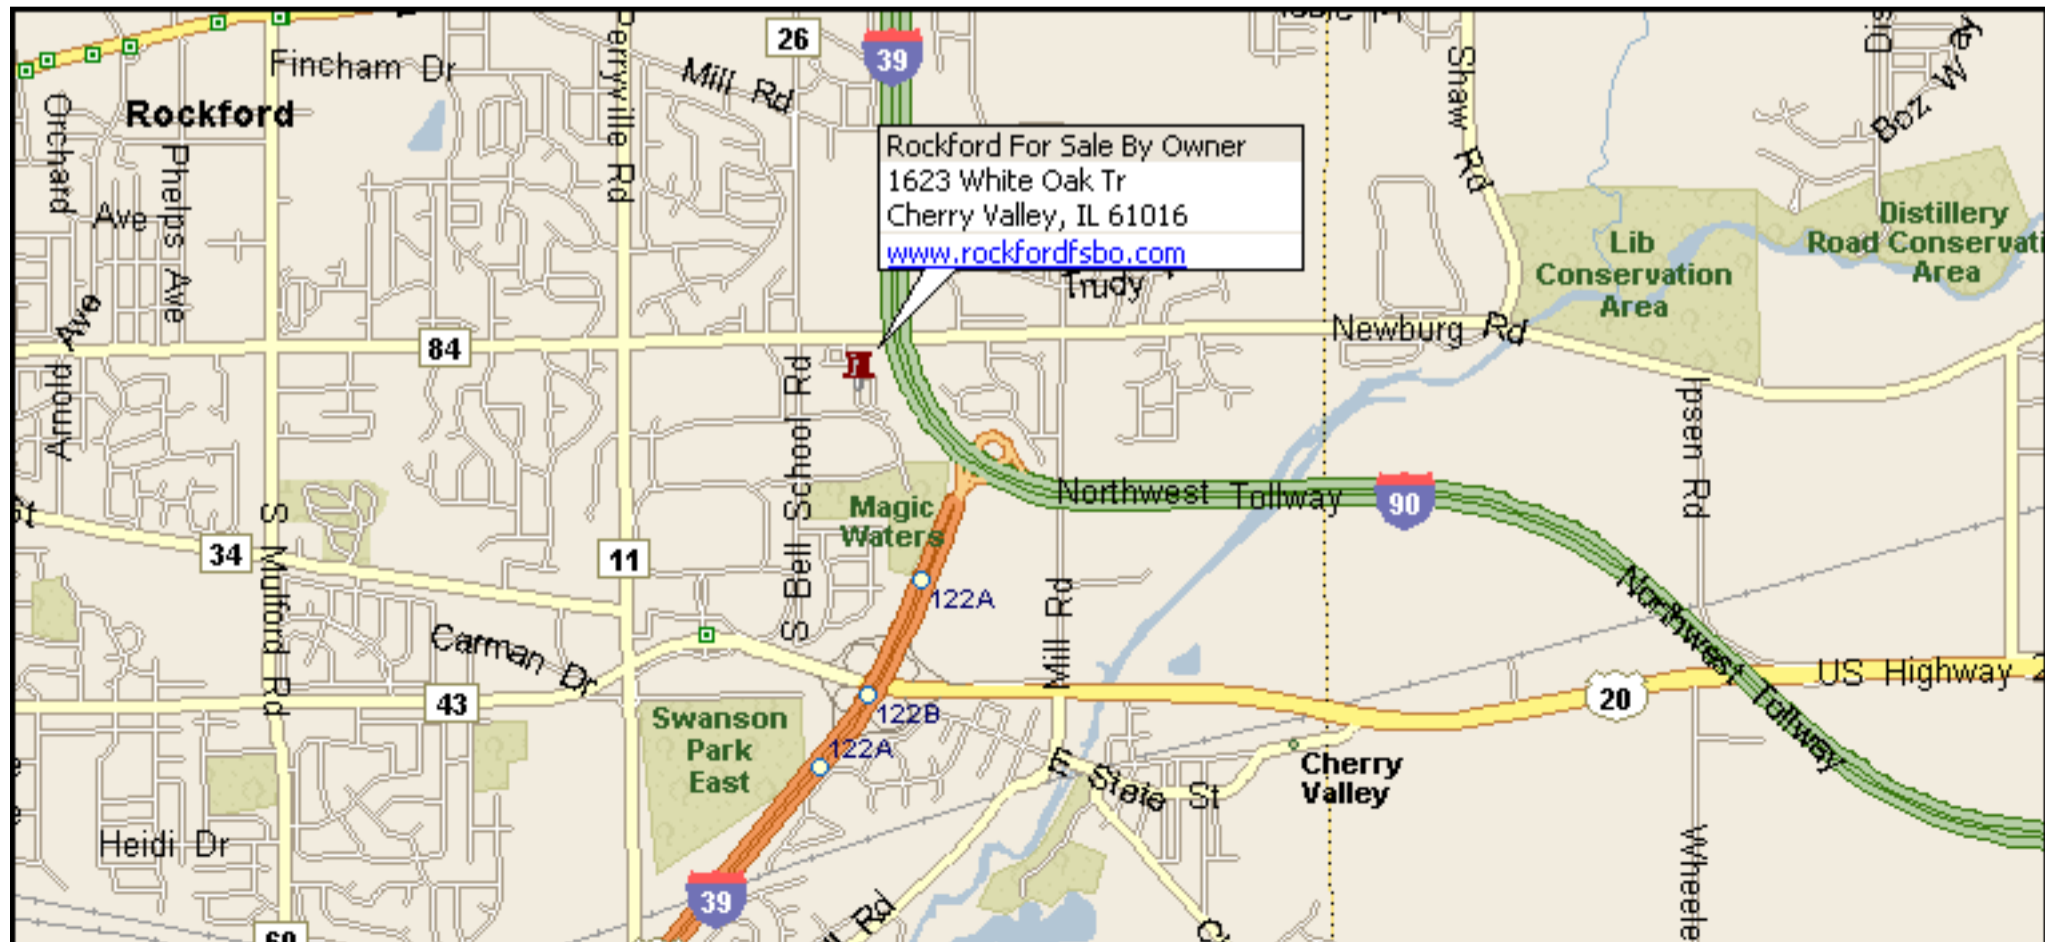 26
39
Fincham Dr
Mill Rd
Rockford
Orchard
Ave
Phelps Ave
Perryville Rd
Shaw Rd
Boz Way
Rockford For Sale By Owner
1623 White Oak Tr
Cherry Valley, IL 61016
www.rockfordfsbo.com
Trudy
Lib
Conservation
Area
Distillery
Road Conservati
Area
Ave
84
Newburg Rd
Arnold
S Bell School Rd
Ipsen Rd
Magic
Waters
Northwest Tollway
90
34
S Mulford Rd
11
122A
Mill Rd
Carman Dr
Northwest Tollway
43
122B
US Highway 2
20
Swanson
Park
East
122A
E State St
Cherry
Valley
Heidi Dr
Wheele
39
Rd
60